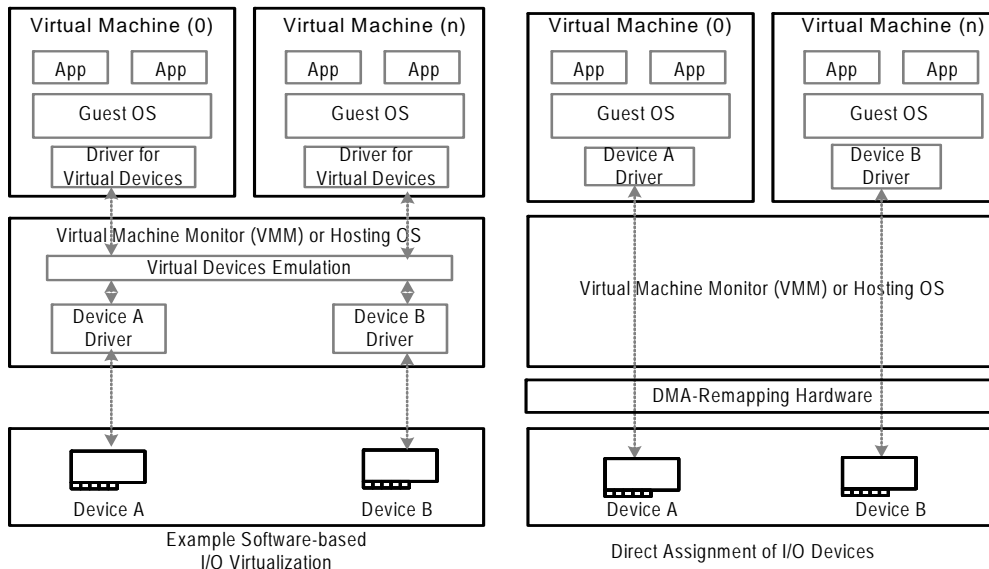 Virtual Machine (0)
App
App
Guest OS
Driver for
Virtual Devices
Virtual Machine (n)
App
App
Guest OS
Driver for
Virtual Devices
Virtual Machine Monitor (VMM) or Hosting OS
Virtual Devices Emulation
Device A
Driver
Device B
Driver
Device A
Device B
Example Software-based
I/O Virtualization
Virtual Machine (0)
App
App
Guest OS
Device A
Driver
Virtual Machine (n)
App
App
Guest OS
Device B
Driver
Virtual Machine Monitor (VMM) or Hosting OS
DMA-Remapping Hardware
Device A
Device B
Direct Assignment of I/O Devices